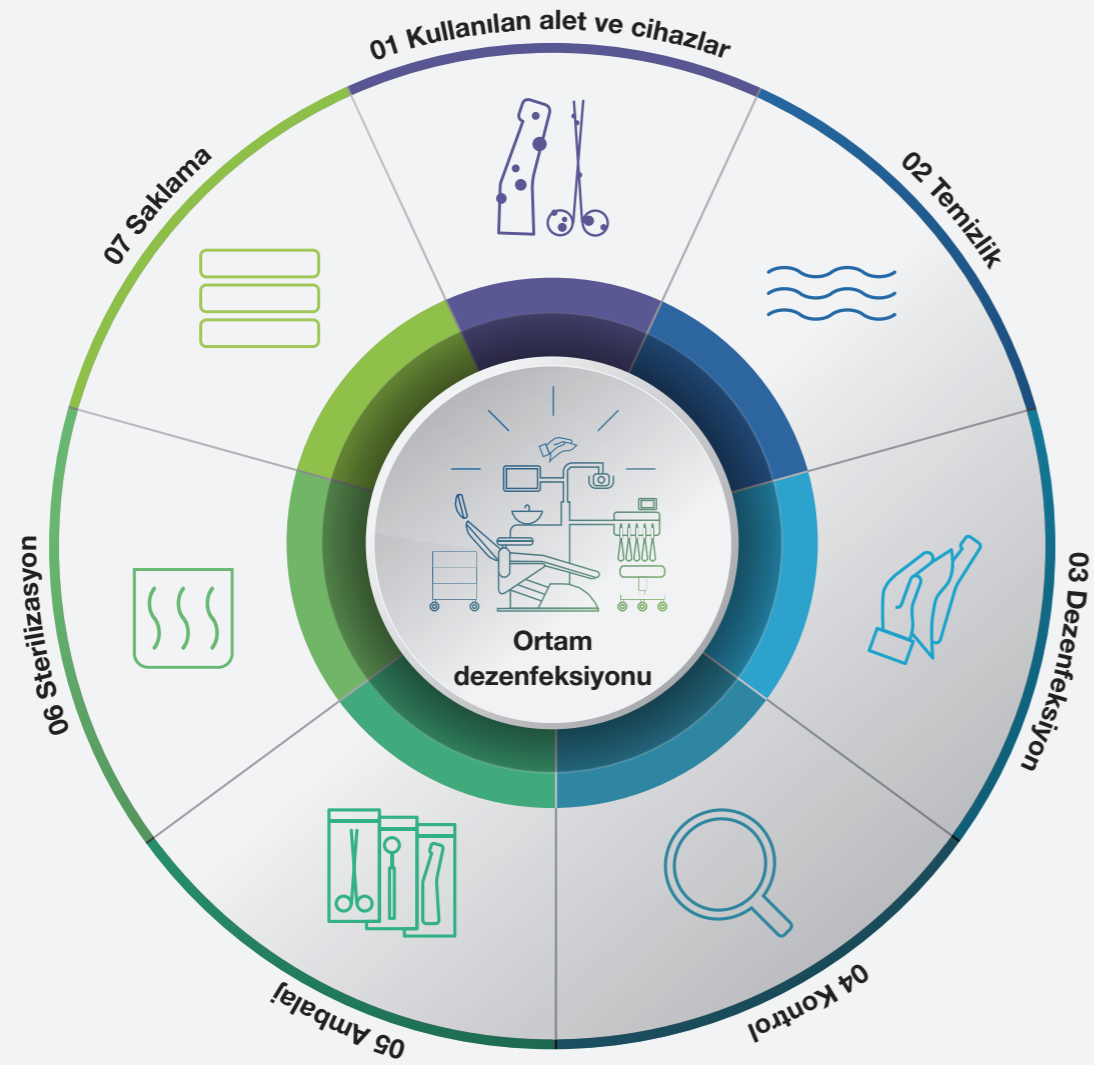 01 Kullanılan alet ve cihazlar
02 Temizlik
03 Dezenfeksiyon
04 Kontrol
05 Ambalaj
06 Sterilizasyon
07 Saklama
Ortam
dezenfeksiyonu